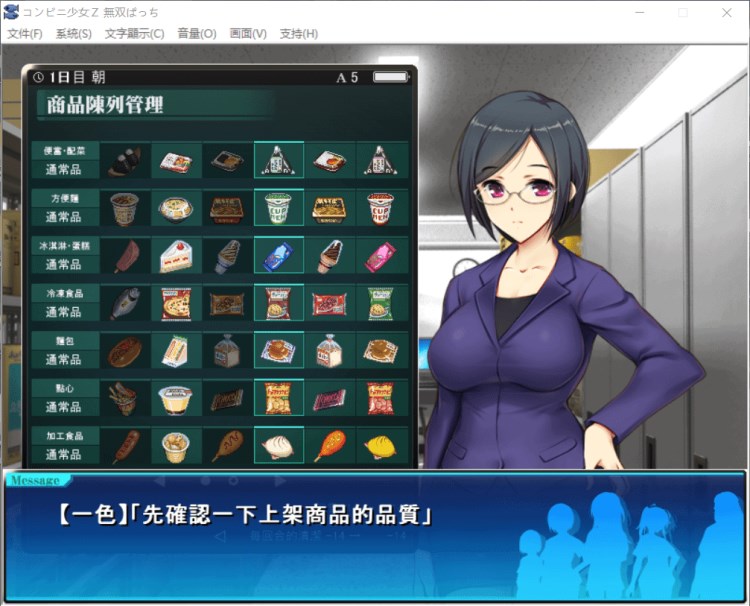 コンビニ少女Z 無双ぱっち
文件(F) 系統(S) 文字顯示(C) 音量(O) 画面(V) 支持(H)
1日目 朝 A 5
商品陳列管理
便當·配菜
通常品
方便麵
通常品
冰淇淋·蛋糕
通常品
冷凍食品
通常品
麵包
通常品
點心
通常品
加工食品
通常品
Message
【一色】「先確認一下上架商品的品質」